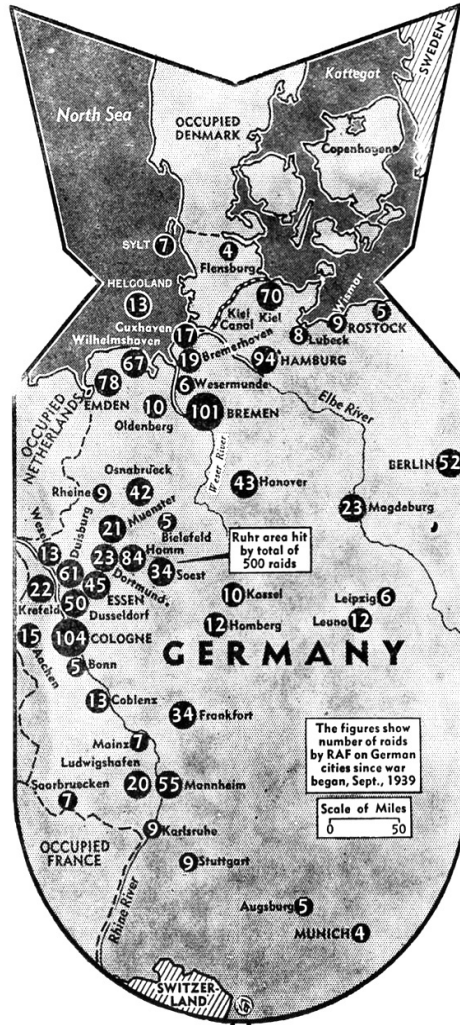 SWEDEN
North Sea
Kattegat
OCCUPIED
DENMARK
Copenhagen
SYLT 7
4
Flensburg
HELGOLAND
13
70
Kiel
Canal
Kiel
Wismar
9
5
ROSTOCK
8
Lubeck
Cuxhaven
17
Wilhelmshaven
67
19 Bremerhaven
94
HAMBURG
78
EMDEN
6 Wesermunde
10
Oldenberg
101 BREMEN
Elbe River
OCCUPIED
NETHERLANDS
Weser River
BERLIN 52
Osnabrueck
42
Rheine 9
43 Hanover
23 Magdeburg
21 Muenster
5
Bielefeld
Wesel
13
Duisburg
61
23
Dortmund
84
Hamm
34
Soest
Ruhr area hit
by total of
500 raids
22
Krefeld
45
ESSEN
50
Dusseldorf
10 Kassel
Leipzig 6
Leuna 12
12 Homberg
15
Aachen
104 COLOGNE
GERMANY
5 Bonn
13 Coblenz
34 Frankfort
Mainz 7
The figures show
number of raids
by RAF on German
cities since war
began, Sept., 1939
Ludwigshafen
20
55 Mannheim
Saarbruecken
7
Scale of Miles
0 50
9 Karlsruhe
OCCUPIED
FRANCE
9 Stuttgart
Rhine River
Augsburg 5
MUNICH 4
SWITZER-
LAND